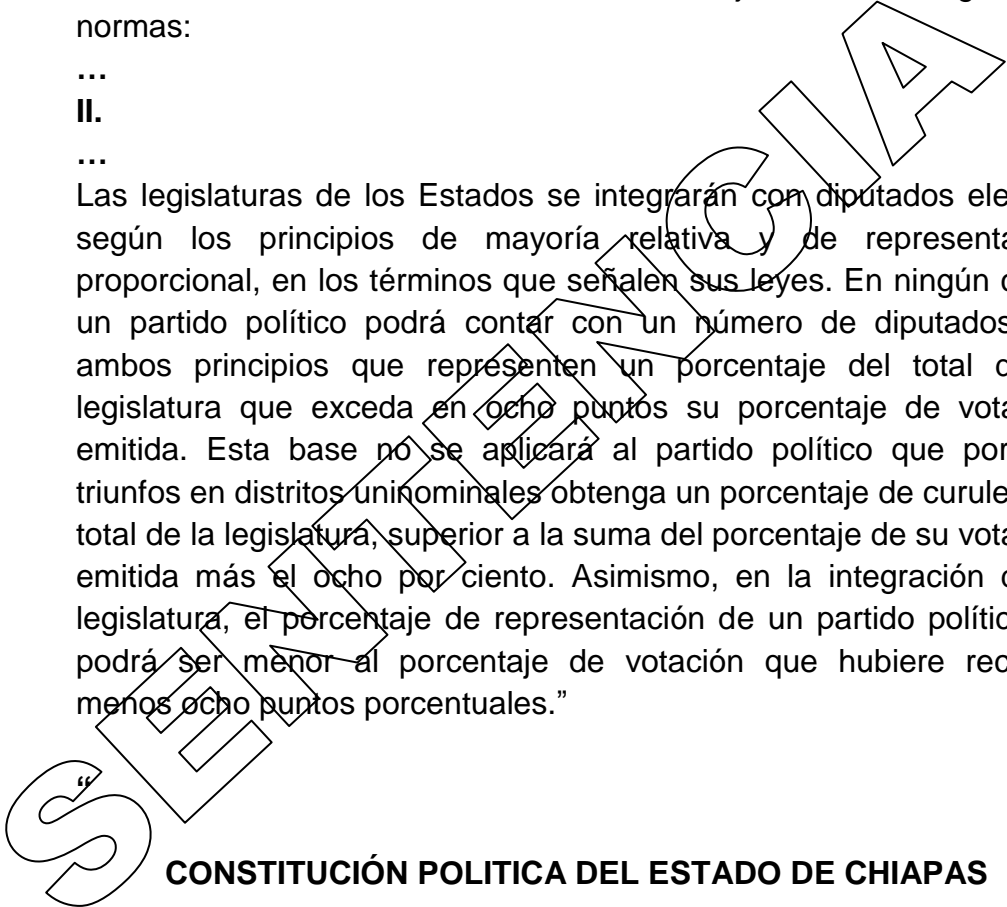 normas:
…
II.
…
Las legislaturas de los Estados se integrarán con diputados ele
según los principios de mayoría relativa y de representa
proporcional, en los términos que señalen sus leyes. En ningún
un partido político podrá contar con un número de diputados
ambos principios que representen un porcentaje del total
legislatura que exceda en ocho puntos su porcentaje de vota
emitida. Esta base no se aplicará al partido político que por
triunfos en distritos uninominales obtenga un porcentaje de curule
total de la legislatura, superior a la suma del porcentaje de su vota
emitida más el ocho por ciento. Asimismo, en la integración
legislatura, el porcentaje de representación de un partido polític
podrá ser menor al porcentaje de votación que hubiere rec
menos ocho puntos porcentuales.”
“
CONSTITUCIÓN POLITICA DEL ESTADO DE CHIAPAS
SENTENCIA